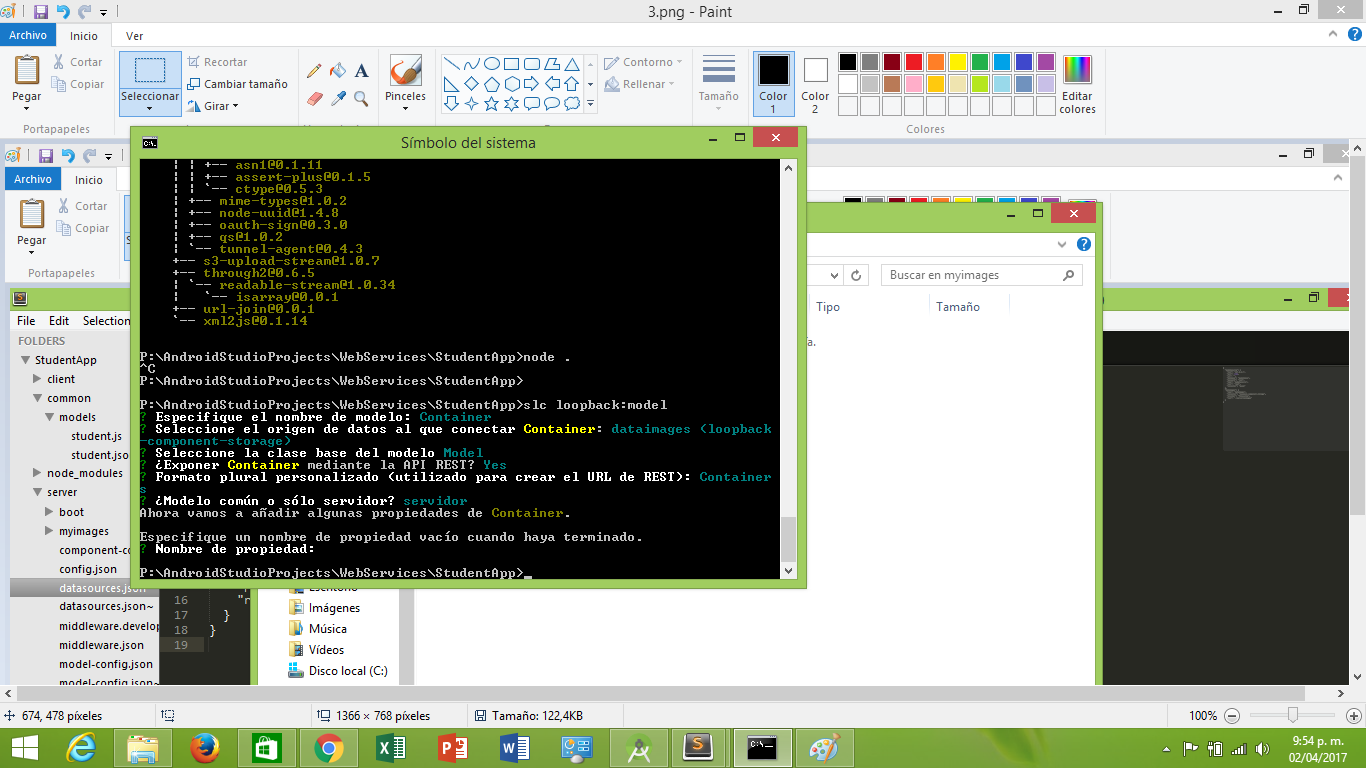 3.png - Paint
Archivo
Inicio
Ver
Pegar
Cortar
Copiar
Portapapeles
Seleccionar
Recortar
Cambiar tamaño
Girar
Pinceles
Contorno
Rellenar
Tamaño
Color 1
Color 2
Editar colores
Colores
Archivo
Inicio
Pegar
Cortar
Copiar
Portapapeles
Símbolo del sistema
¦ ¦ +-- asn1@0.1.11
¦ ¦ +-- assert-plus@0.1.5
¦ ¦ `-- ctype@0.5.3
¦ +-- mime-types@1.0.2
¦ +-- node-uuid@1.4.8
¦ +-- oauth-sign@0.3.0
¦ +-- qs@1.0.2
¦ `-- tunnel-agent@0.4.3
+-- s3-upload-stream@1.0.7
+-- through2@0.6.5
¦ `-- readable-stream@1.0.34
¦   `-- isarray@0.0.1
+-- url-join@0.0.1
`-- xml2js@0.1.14
P:\AndroidStudioProjects\WebServices\StudentApp>node .
^C
P:\AndroidStudioProjects\WebServices\StudentApp>
P:\AndroidStudioProjects\WebServices\StudentApp>slc loopback:model
? Especifique el nombre de modelo: Container
? Seleccione el origen de datos al que conectar Container: dataimages (loopback
-component-storage)
? Seleccione la clase base del modelo Model
? ¿Exponer Container mediante la API REST? Yes
? Formato plural personalizado (utilizado para crear el URL de REST): Container
s
? ¿Modelo común o sólo servidor? servidor
Ahora vamos a añadir algunas propiedades de Container.
Especifique un nombre de propiedad vacío cuando haya terminado.
? Nombre de propiedad:
P:\AndroidStudioProjects\WebServices\StudentApp>_
Buscar en myimages
Tipo
Tamaño
File
Edit
Selection
FOLDERS
StudentApp
client
common
models
student.js
student.jso
node_modules
server
boot
myimages
component-co
config.json
datasources.json
datasources.json~
middleware.develop
middleware.json
model-config.json
model-config.json~
16
17 }
18 }
19
Escritorio
Imágenes
Música
Vídeos
Disco local (C:)
674, 478 píxeles
1366 × 768 píxeles
Tamaño: 122,4KB
100%
9:54 p. m.
02/04/2017